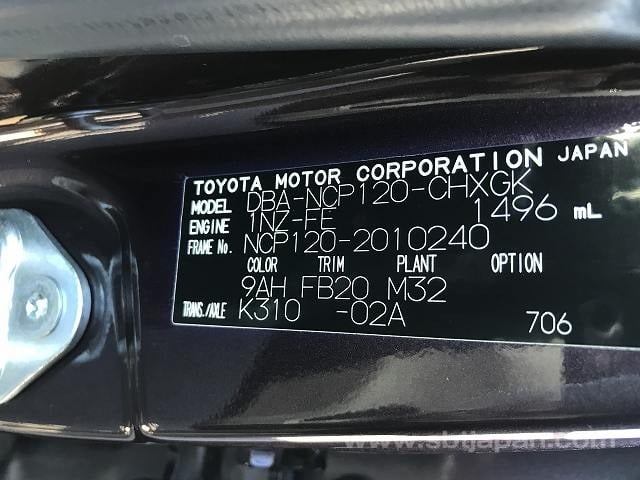 TOYOTA MOTOR CORPORATION JAPAN
MODEL DBA-NCP120-CHXGK
ENGINE 1NZ-FE 1496 mL
FRAME No. NCP120-2010240
COLOR TRIM PLANT OPTION
9AH FB20 M32
TRANS./AXLE K310 -02A
706
www.sbtjapan.com